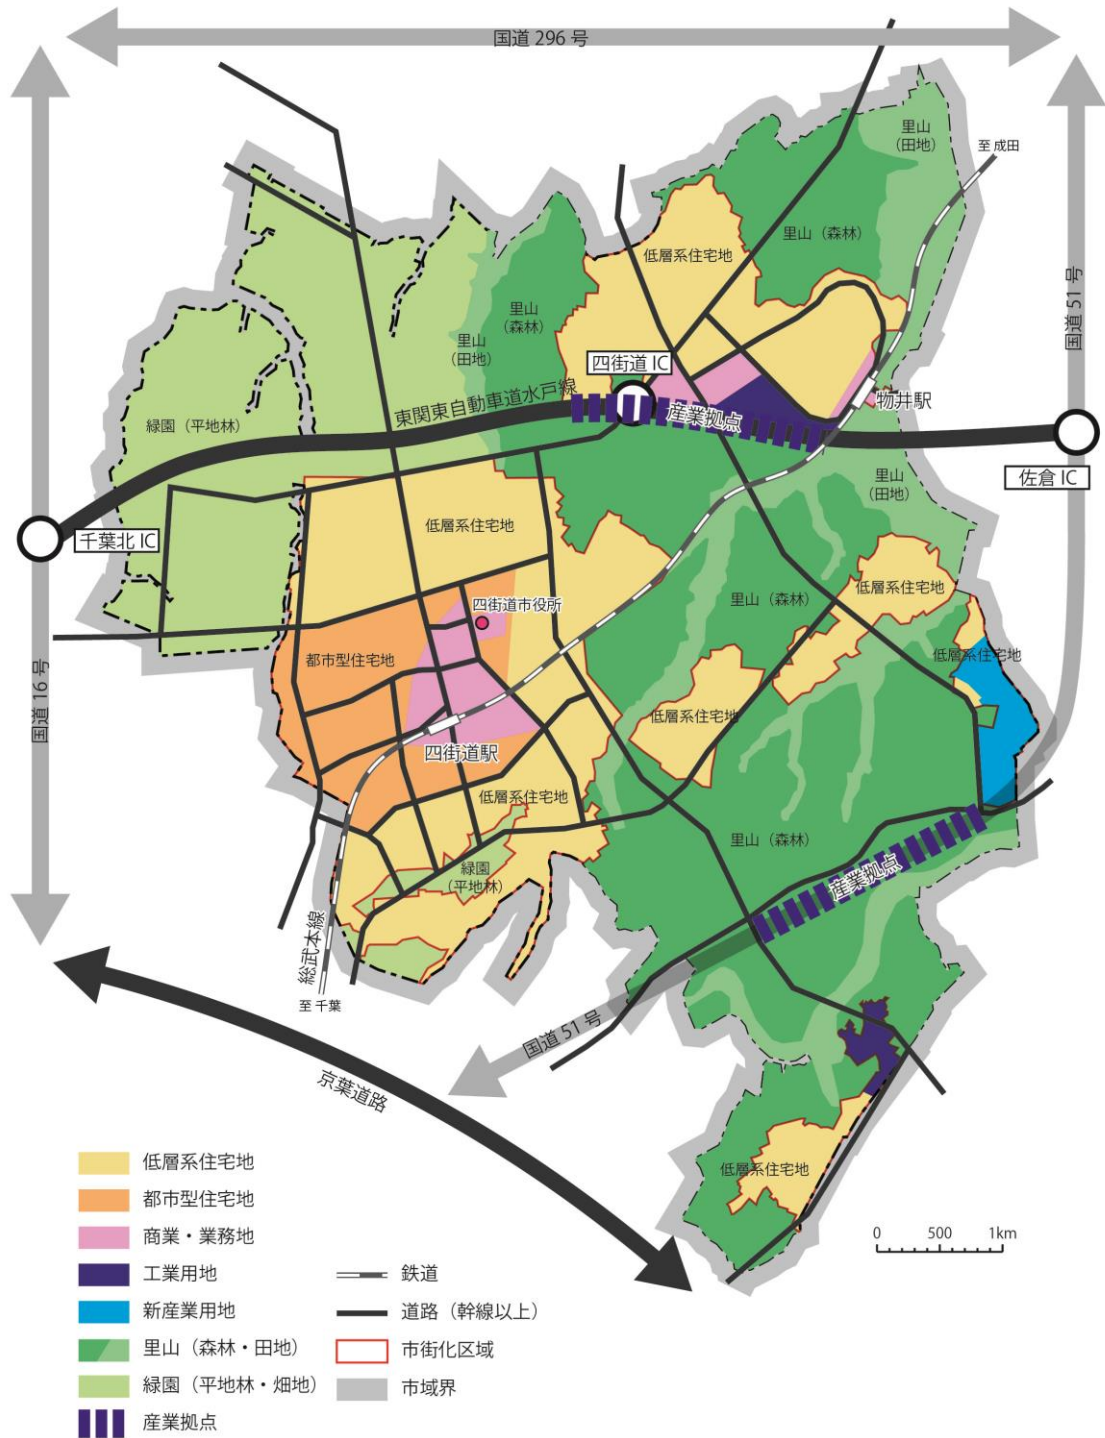 国道 296 号
里山
（田地）
至 成田
里山（森林）
低層系住宅地
国道 51 号
里山
（森林）
里山
（田地）
四街道 IC
東関東自動車道水戸線
産業拠点
物井駅
緑園（平地林）
里山
（田地）
佐倉 IC
千葉北 IC
低層系住宅地
低層系住宅地
里山（森林）
四街道市役所
都市型住宅地
低層系住宅地
国道 16 号
低層系住宅地
四街道駅
低層系住宅地
里山（森林）
緑園
（平地林）
産業拠点
総武本線
至 千葉
国道 51 号
京葉道路
低層系住宅地
低層系住宅地
都市型住宅地
商業・業務地
工業用地
新産業用地
里山（森林・田地）
緑園（平地林・畑地）
産業拠点
鉄道
道路（幹線以上）
市街化区域
市域界
0 500 1km